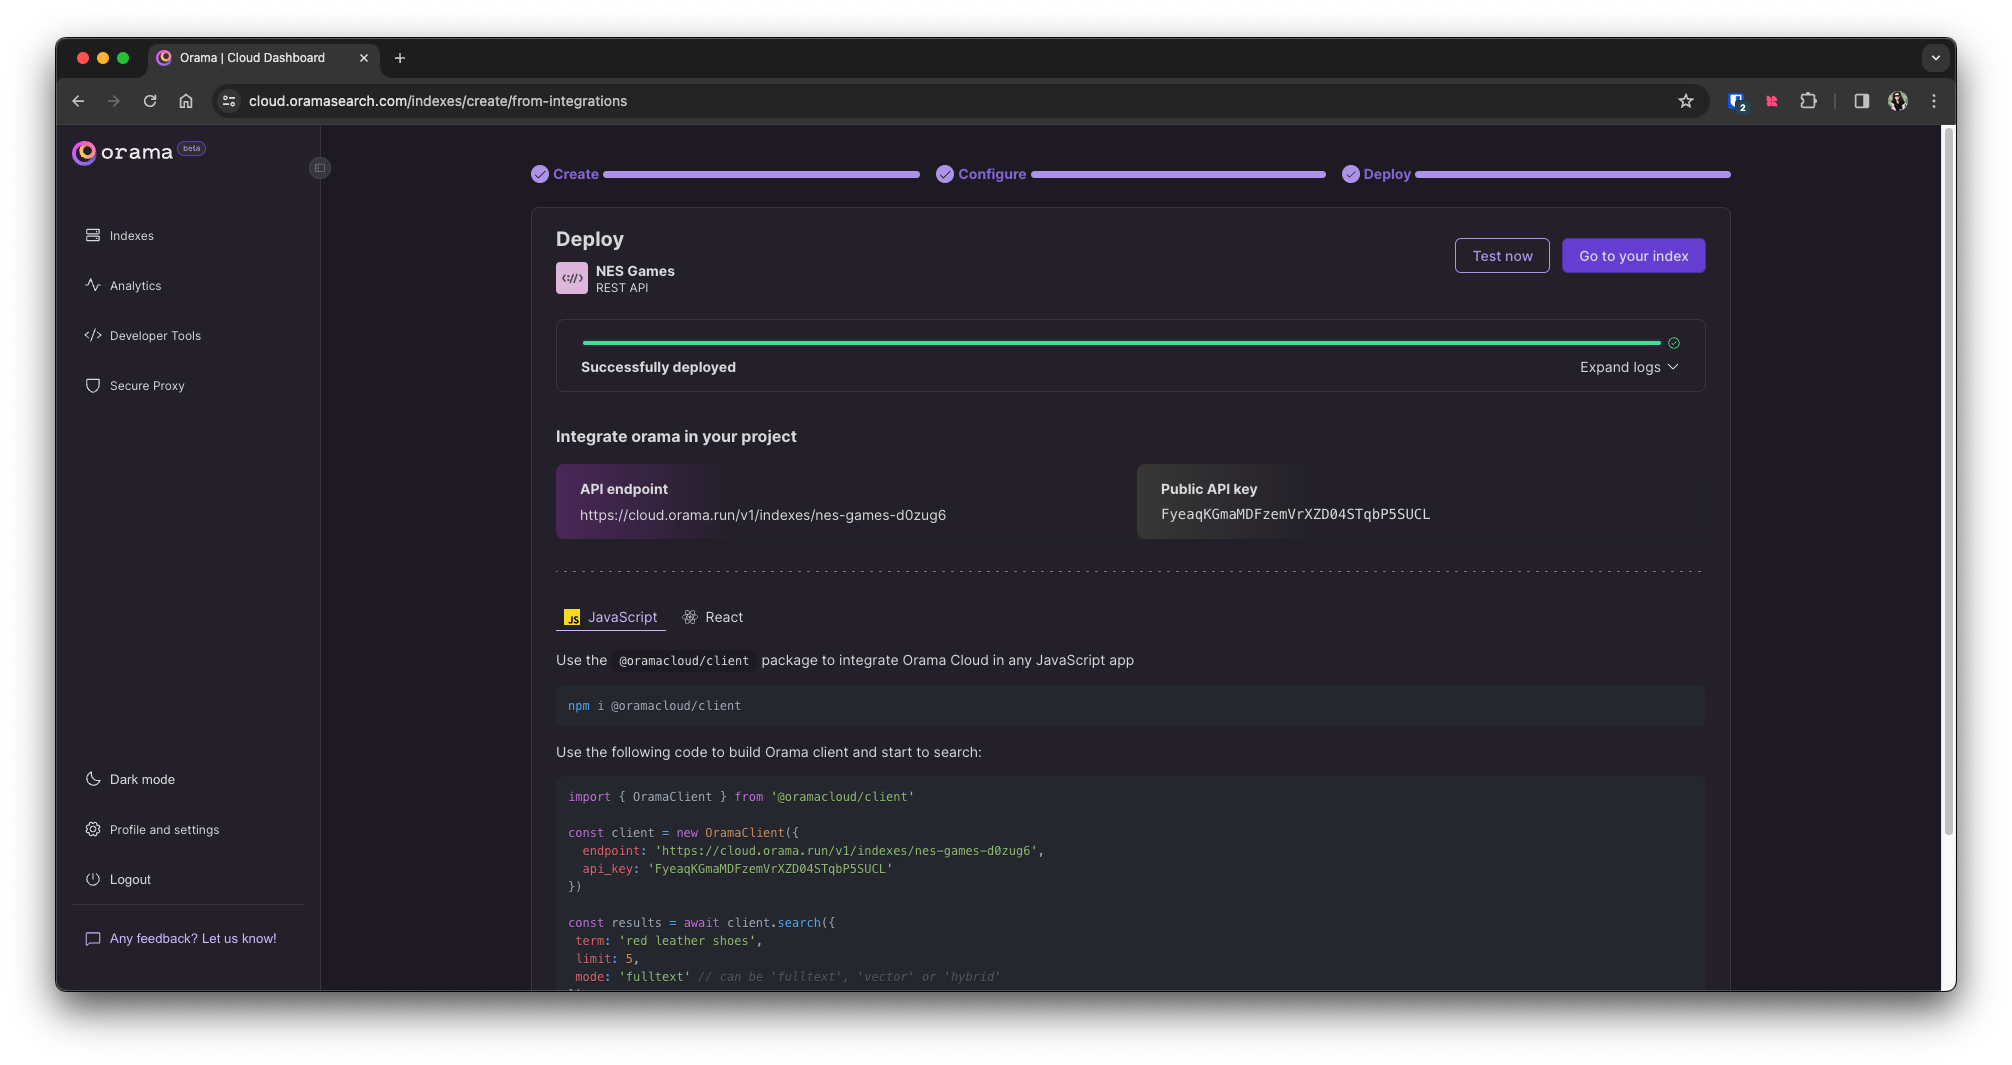 Orama | Cloud Dashboard
cloud.oramasearch.com/indexes/create/from-integrations
2
orama beta
Indexes
Analytics
Developer Tools
Secure Proxy
Dark mode
Profile and settings
Logout
Any feedback? Let us know!
Create
Configure
Deploy
Deploy
Test now
Go to your index
NES Games
REST API
Successfully deployed
Expand logs
Integrate orama in your project
API endpoint
https://cloud.orama.run/v1/indexes/nes-games-d0zug6
Public API key
FyeaqKGmaMDFzemVrXZD04STqbP5SUCL
JS JavaScript
React
Use the @oramacloud/client package to integrate Orama Cloud in any JavaScript app
npm i @oramacloud/client
Use the following code to build Orama client and start to search:
import { OramaClient } from '@oramacloud/client'
const client = new OramaClient({
endpoint: 'https://cloud.orama.run/v1/indexes/nes-games-d0zug6',
api_key: 'FyeaqKGmaMDFzemVrXZD04STqbP5SUCL'
})
const results = await client.search({
term: 'red leather shoes',
limit: 5,
mode: 'fulltext' // can be 'fulltext', 'vector' or 'hybrid'